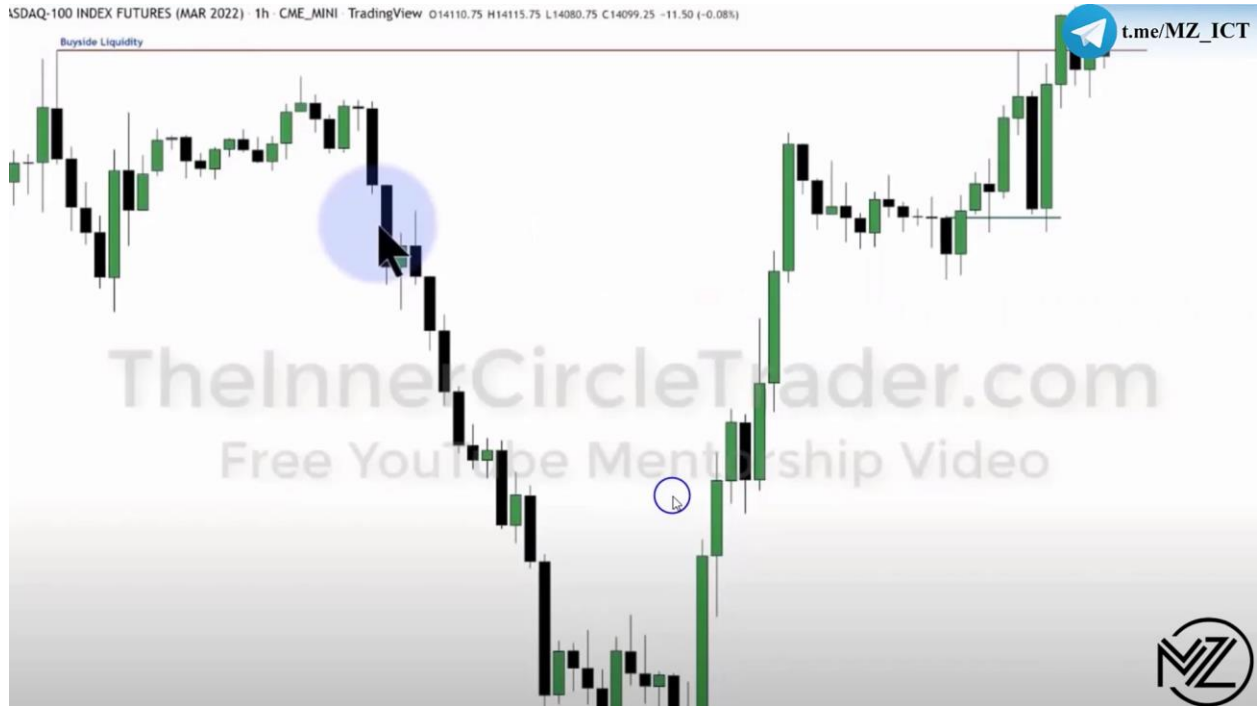 ASDAQ-100 INDEX FUTURES (MAR 2022) · 1h · CME_MINI · TradingView O14110.75 H14115.75 L14080.75 C14099.25 -11.50 (-0.08%)
t.me/MZ_ICT
Buyside Liquidity
TheInnerCircleTrader.com
Free YouTube Mentorship Video
MZ